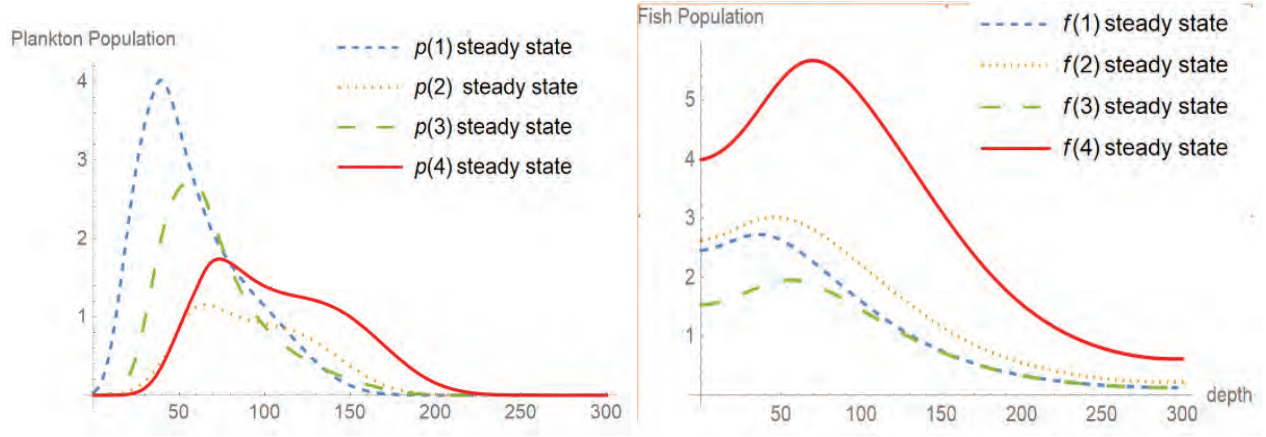 Plankton Population
p(1) steady state
p(2) steady state
p(3) steady state
p(4) steady state
4
3
2
1
50 100 150 200 250 300
Fish Population
f(1) steady state
f(2) steady state
f(3) steady state
f(4) steady state
5
4
3
2
1
depth
50 100 150 200 250 300